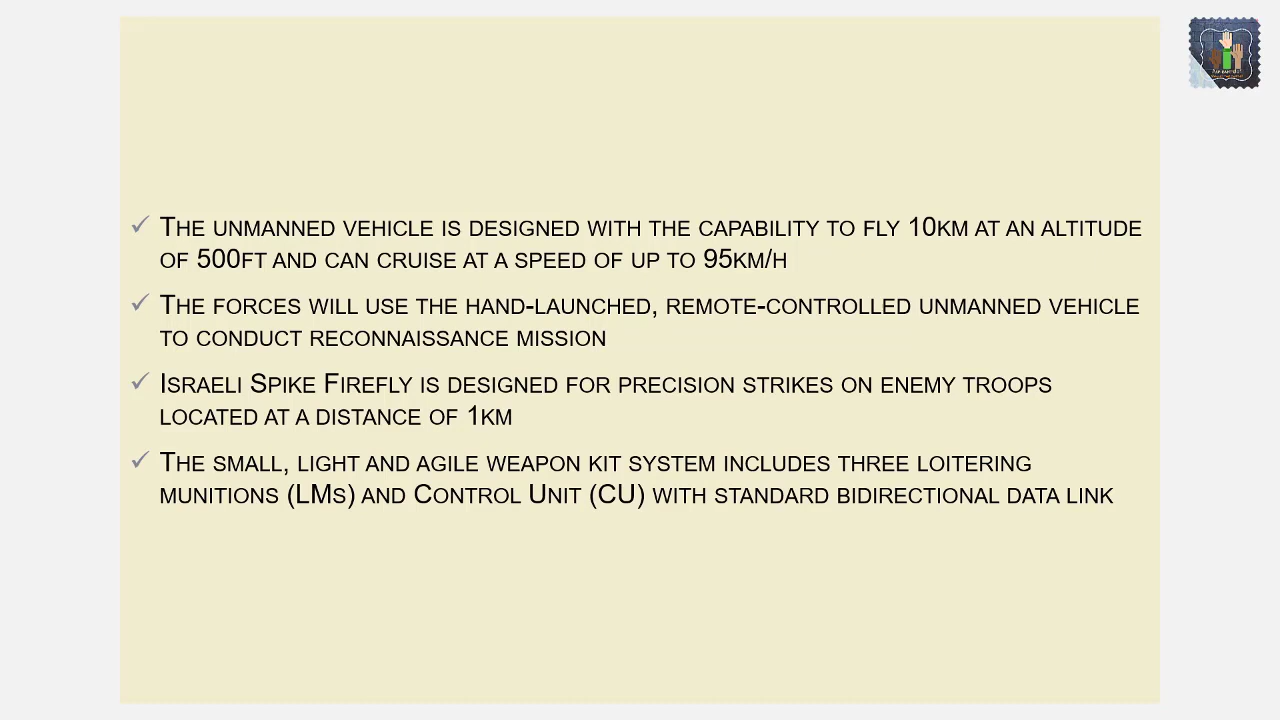 The unmanned vehicle is designed with the capability to fly 10km at an altitude
of 500ft and can cruise at a speed of up to 95km/h
The forces will use the hand-launched, remote-controlled unmanned vehicle
to conduct reconnaissance mission
Israeli Spike Firefly is designed for precision strikes on enemy troops
located at a distance of 1km
The small, light and agile weapon kit system includes three loitering
munitions (LMs) and Control Unit (CU) with standard bidirectional data link